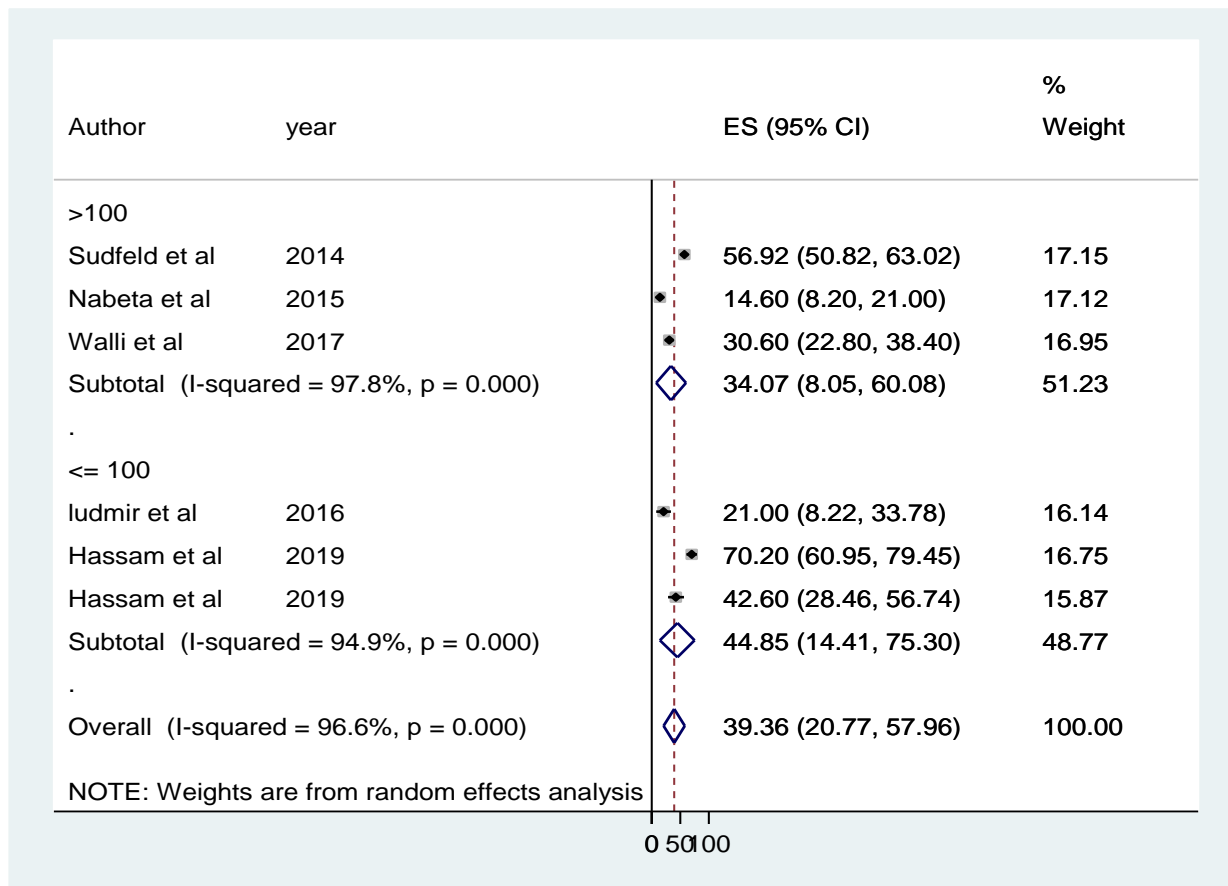 %
Author year ES (95% CI) Weight
>100
Sudfeld et al 2014 56.92 (50.82, 63.02) 17.15
Nabeta et al 2015 14.60 (8.20, 21.00) 17.12
Walli et al 2017 30.60 (22.80, 38.40) 16.95
Subtotal (I-squared = 97.8%, p = 0.000) 34.07 (8.05, 60.08) 51.23
.
<= 100
ludmir et al 2016 21.00 (8.22, 33.78) 16.14
Hassam et al 2019 70.20 (60.95, 79.45) 16.75
Hassam et al 2019 42.60 (28.46, 56.74) 15.87
Subtotal (I-squared = 94.9%, p = 0.000) 44.85 (14.41, 75.30) 48.77
.
Overall (I-squared = 96.6%, p = 0.000) 39.36 (20.77, 57.96) 100.00
NOTE: Weights are from random effects analysis
0 50 100